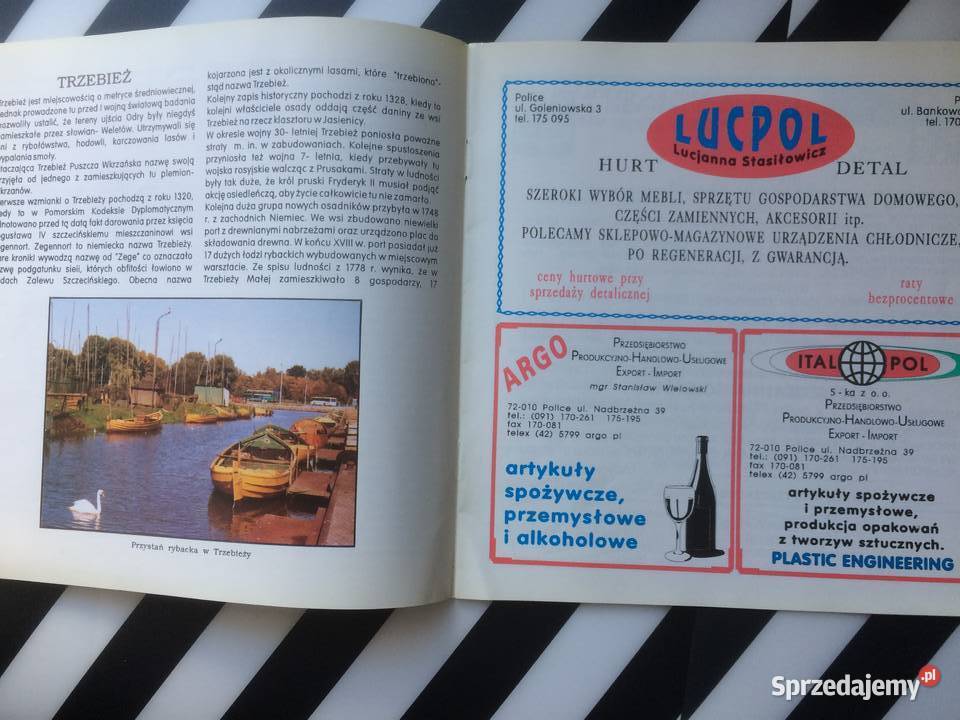 TRZEBIEŻ
Trzebież jest miejscowością o metryce średniowiecznej,
jednak prowadzone tu przed I wojną światową badania
pozwoliły ustalić, że tereny ujścia Odry były niegdyś
zamieszkałe przez słowian- Weletów. Utrzymywali się
oni z rybołówstwa, hodowli, karczowania lasów i
wypalania smoły.
Otaczająca Trzebież Puszcza Wkrzańska nazwę swoją
przyjęła od jednego z zamieszkujących tu plemion-
Wkrzanów.
Pierwsze wzmianki o Trzebieży pochodzą z roku 1320,
kiedy to w Pomorskim Kodeksie Dyplomatycznym
odnotowano przed tą datą fakt darowania przez księcia
Bogusława IV szczecińskiemu mieszczaninowi wsi
Zegennort. Zegennort to niemiecka nazwa Trzebieży.
Stare kroniki wywodzą nazwę od "Zege" co oznaczało
nazwę podgatunku sieii, których obfitości łowiono w
wodach Zalewu Szczecińskiego. Obecna nazwa
kojarzona jest z okolicznymi lasami, które "trzebiono"-
stąd nazwa Trzebież.
Kolejny zapis historyczny pochodzi z roku 1328, kiedy to
kolejni właściciele osady oddają część daniny ze wsi
Trzebież na rzecz klasztoru w Jasienicy.
W okresie wojny 30- letniej Trzebież poniosła poważne
straty m. in. w zabudowaniach. Kolejne spustoszenia
przyniosła też wojna 7- letnia, kiedy przebywały tu
wojska rosyjskie walcząc z Prusakami. Straty w ludności
były tak duże, że król pruski Fryderyk II musiał podjąć
akcję osiedleńczą, aby życie całkowicie tu nie zamarło.
Kolejna duża grupa nowych osadników przybyła w 1748
r. z zachodnich Niemiec. We wsi zbudowano niewielki
port z drewnianymi nabrzeżami oraz urządzono plac do
składowania drewna. W końcu XVIII w. port posiadał już
17 dużych łodzi rybackich wybudowanych w miejscowym
warsztacie. Ze spisu ludności z 1778 r. wynika, że w
Trzebieży Małej zamieszkiwało 8 gospodarzy, 17
Przystań rybacka w Trzebieży
Police
ul. Goleniowska 3
tel. 175 095
LUCPOL
Lucjanna Stasiłowicz
P
ul. Bankowa
tel. 170
HURT DETAL
SZEROKI WYBÓR MEBLI, SPRZĘTU GOSPODARSTWA DOMOWEGO,
CZĘŚCI ZAMIENNYCH, AKCESORII itp.
POLECAMY SKLEPOWO-MAGAZYNOWE URZĄDZENIA CHŁODNICZE,
PO REGENERACJI, Z GWARANCJĄ.
ceny hurtowe przy
sprzedaży detalicznej
raty
bezprocentowe
ARGO
PRZEDSIĘBIORSTWO
PRODUKCYJNO-HANDLOWO-USŁUGOWE
EXPORT - IMPORT
mgr Stanisław Wielowski
72-010 Police ul. Nadbrzeżna 39
tel.: (091) 170-261 175-195
fax 170-081
telex (42) 5799 argo pl
artykuły
spożywcze,
przemysłowe
i alkoholowe
ITAL POL
S-ka z o.o.
PRZEDSIĘBIORSTWO
PRODUKCYJNO-HANDLOWO-USŁUGOWE
EXPORT - IMPORT
72-010 Police ul. Nadbrzeżna 39
tel.: (091) 170-261 175-195
fax 170-081
telex (42) 5799 argo pl
artykuły spożywcze
i przemysłowe,
produkcja opakowań
z tworzyw sztucznych.
PLASTIC ENGINEERING
Sprzedajemy.pl